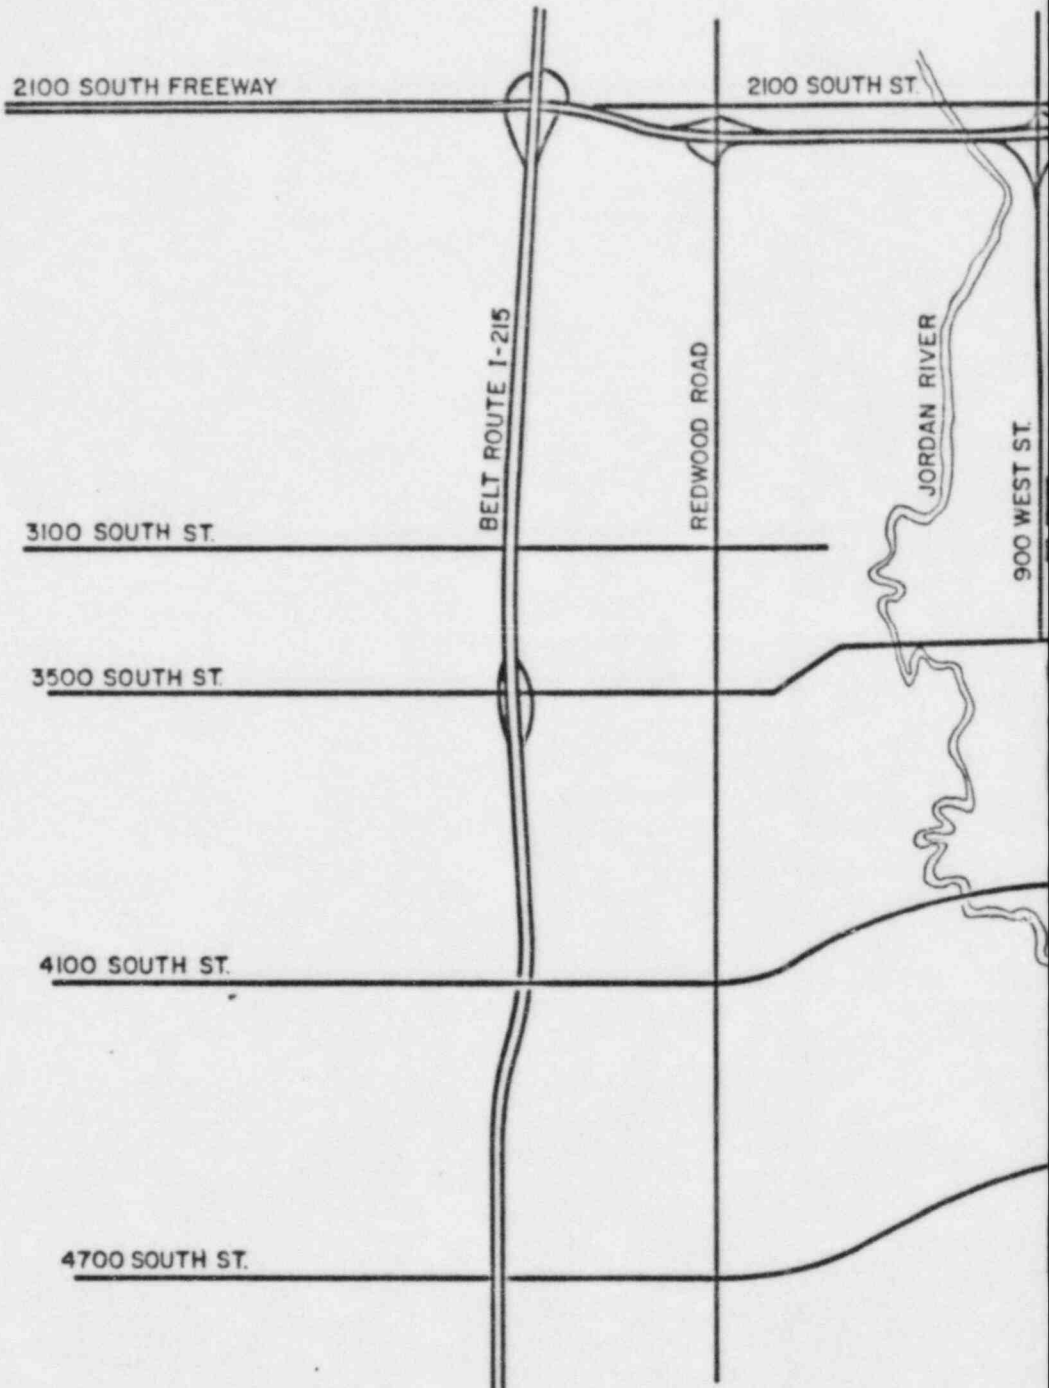 2100 SOUTH FREEWAY
2100 SOUTH ST.
BELT ROUTE I-215
REDWOOD ROAD
JORDAN RIVER
900 WEST ST.
3100 SOUTH ST.
3500 SOUTH ST.
4100 SOUTH ST.
4700 SOUTH ST.